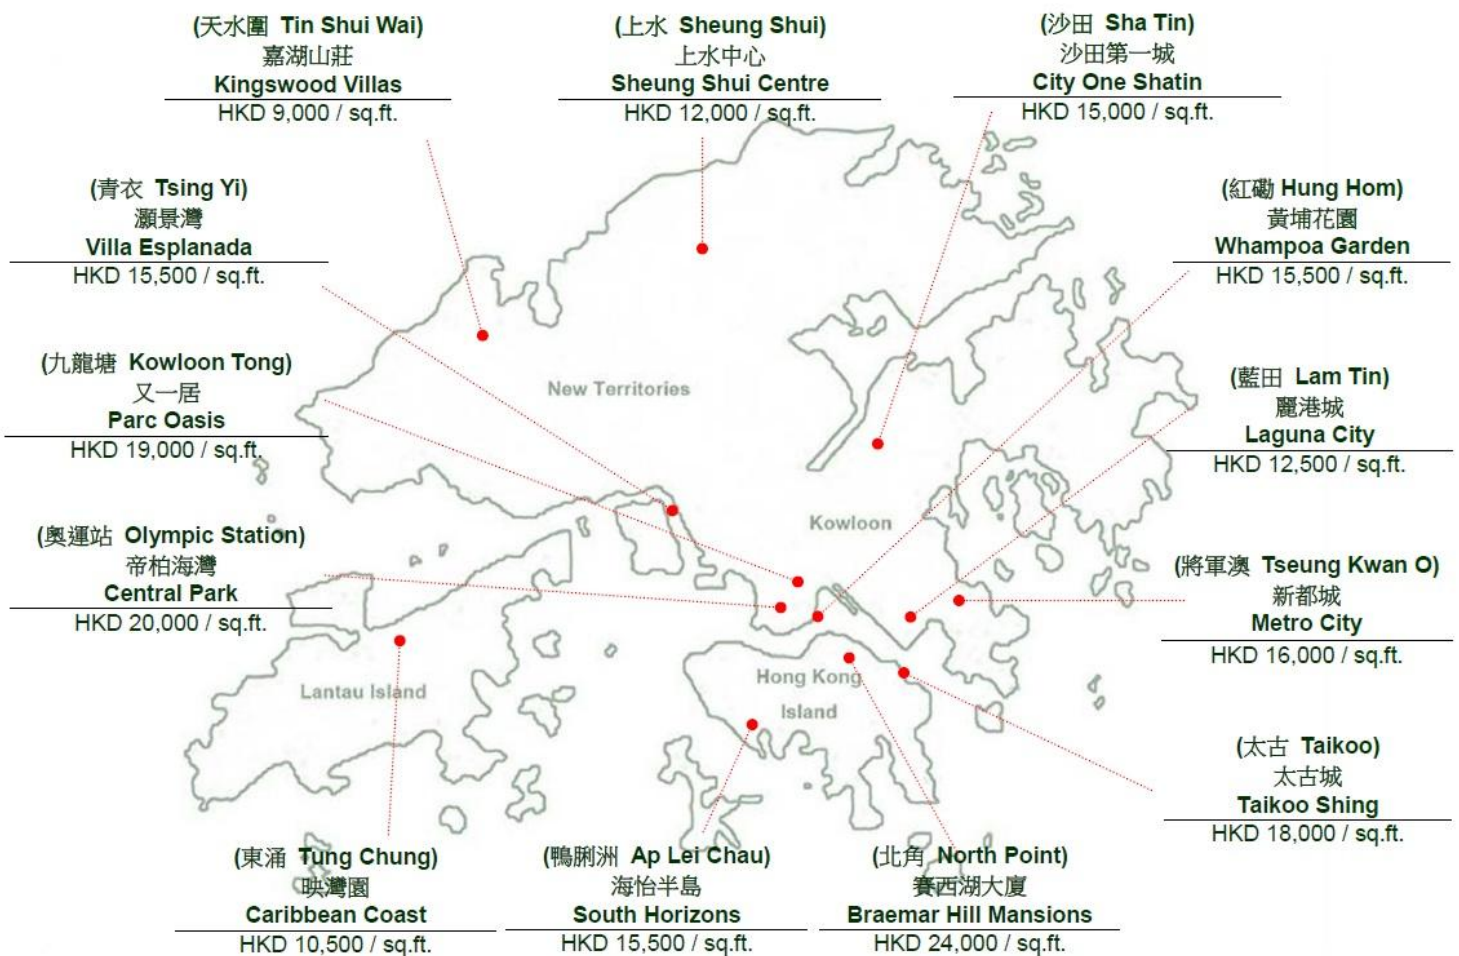 (天水圍 Tin Shui Wai)
嘉湖山莊
Kingswood Villas
HKD 9,000 / sq.ft.
(上水 Sheung Shui)
上水中心
Sheung Shui Centre
HKD 12,000 / sq.ft.
(沙田 Sha Tin)
沙田第一城
City One Shatin
HKD 15,000 / sq.ft.
(青衣 Tsing Yi)
灝景灣
Villa Esplanada
HKD 15,500 / sq.ft.
(紅磡 Hung Hom)
黃埔花園
Whampoa Garden
HKD 15,500 / sq.ft.
(九龍塘 Kowloon Tong)
又一居
Parc Oasis
HKD 19,000 / sq.ft.
New Territories
(藍田 Lam Tin)
麗港城
Laguna City
HKD 12,500 / sq.ft.
(奧運站 Olympic Station)
帝柏海灣
Central Park
HKD 20,000 / sq.ft.
Kowloon
(將軍澳 Tseung Kwan O)
新都城
Metro City
HKD 16,000 / sq.ft.
Lantau Island
Hong Kong
Island
(太古 Taikoo)
太古城
Taikoo Shing
HKD 18,000 / sq.ft.
(東涌 Tung Chung)
映灣園
Caribbean Coast
HKD 10,500 / sq.ft.
(鴨脷洲 Ap Lei Chau)
海怡半島
South Horizons
HKD 15,500 / sq.ft.
(北角 North Point)
賽西湖大廈
Braemar Hill Mansions
HKD 24,000 / sq.ft.